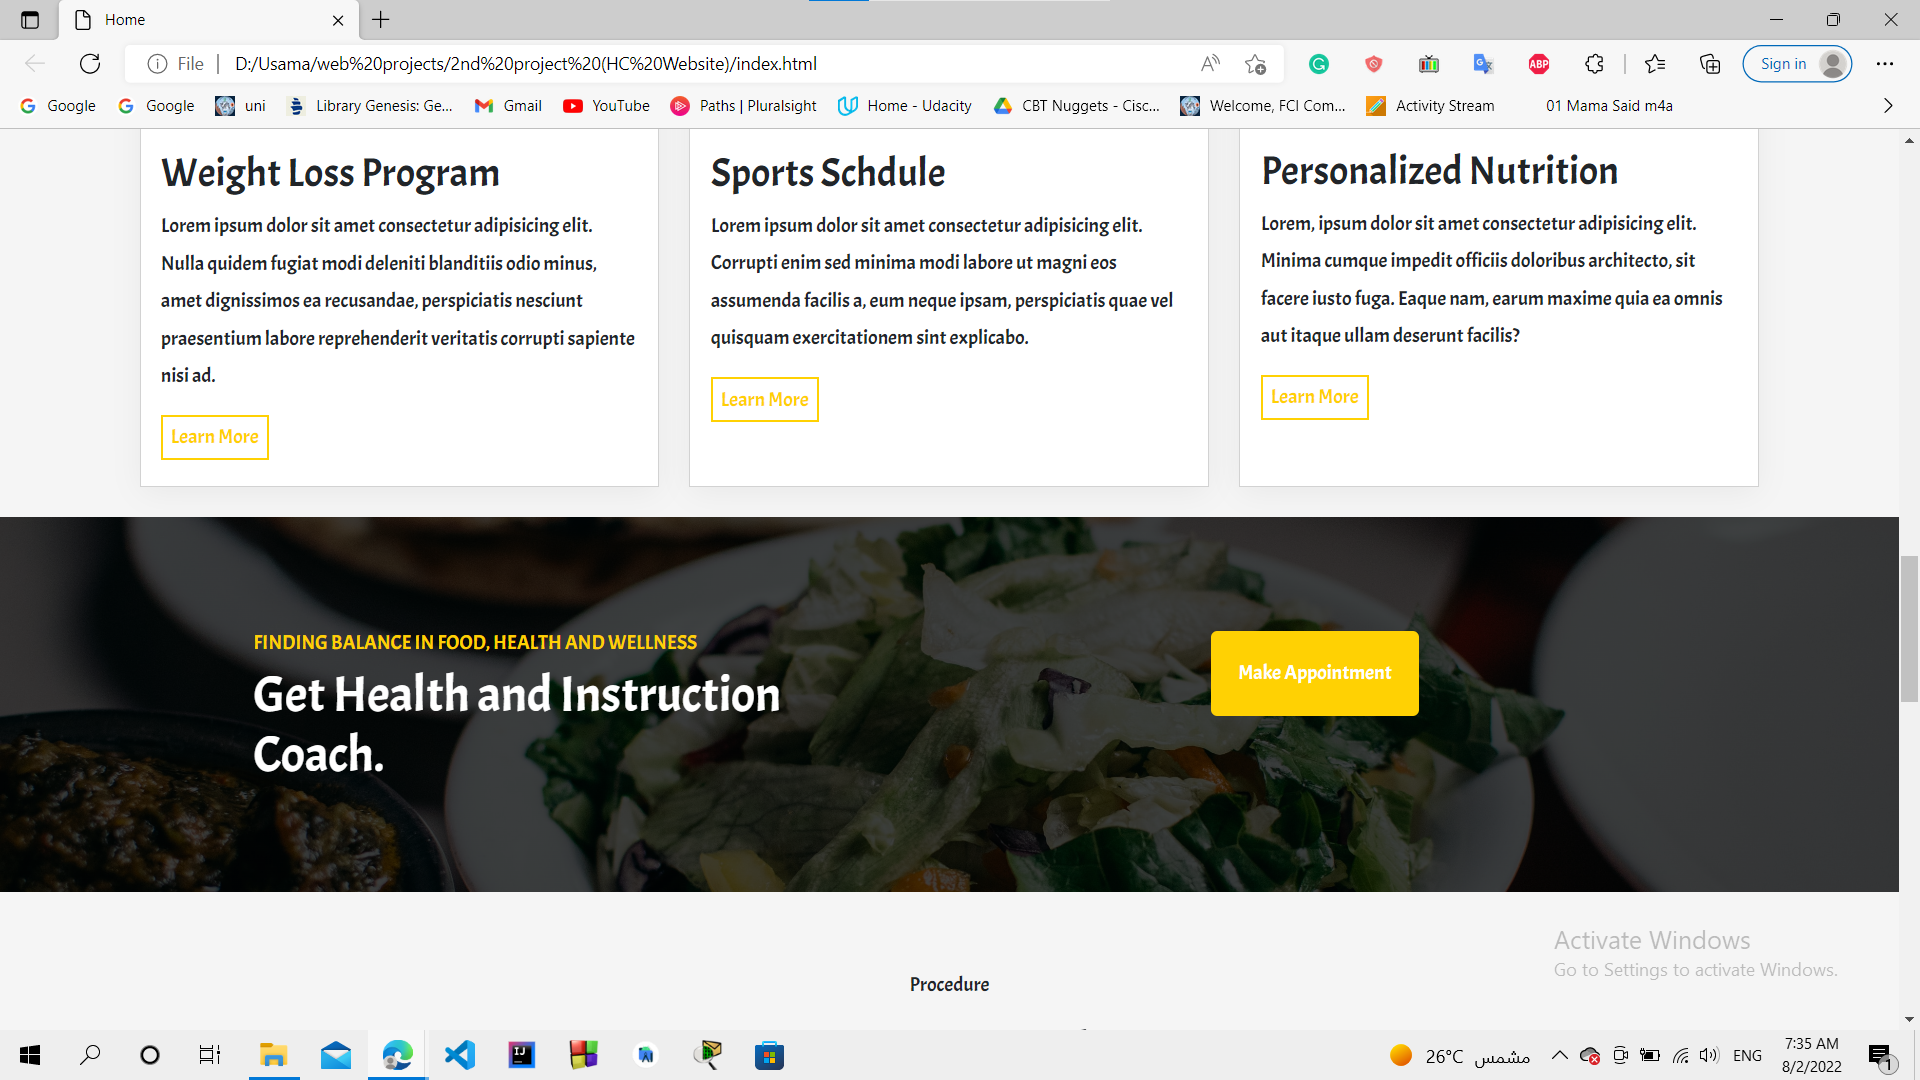 Home
File
D:/Usama/web%20projects/2nd%20project%20(HC%20Website)/index.html
ABP
Sign in
Google
Google
uni
Library Genesis: Ge...
Gmail
YouTube
Paths | Pluralsight
Home - Udacity
CBT Nuggets - Cisc...
Welcome, FCI Com...
Activity Stream
01 Mama Said m4a
Weight Loss Program
Lorem ipsum dolor sit amet consectetur adipisicing elit.
Nulla quidem fugiat modi deleniti blanditiis odio minus,
amet dignissimos ea recusandae, perspiciatis nesciunt
praesentium labore reprehenderit veritatis corrupti sapiente
nisi ad.
Learn More
Sports Schdule
Lorem ipsum dolor sit amet consectetur adipisicing elit.
Corrupti enim sed minima modi labore ut magni eos
assumenda facilis a, eum neque ipsam, perspiciatis quae vel
quisquam exercitationem sint explicabo.
Learn More
Personalized Nutrition
Lorem, ipsum dolor sit amet consectetur adipisicing elit.
Minima cumque impedit officiis doloribus architecto, sit
facere iusto fuga. Eaque nam, earum maxime quia ea omnis
aut itaque ullam deserunt facilis?
Learn More
FINDING BALANCE IN FOOD, HEALTH AND WELLNESS
Get Health and Instruction
Coach.
Make Appointment
Procedure
Activate Windows
Go to Settings to activate Windows.
26°C مشمس
ENG
7:35 AM
8/2/2022
1